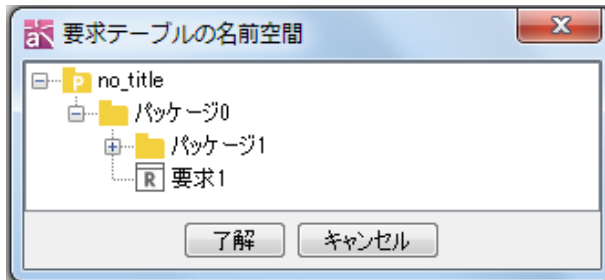 要求テーブルの名前空間
no_title
パッケージ0
パッケージ1
要求1
了解 キャンセル